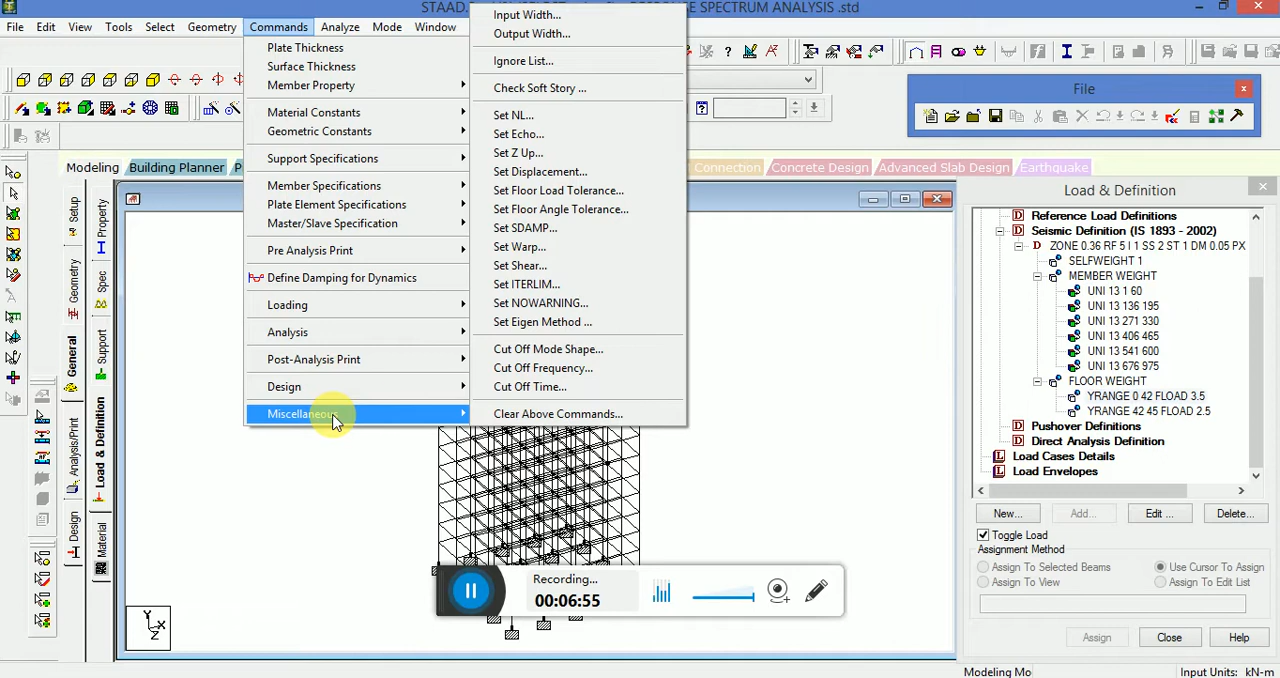 STAAD.
RESPONSE SPECTRUM ANALYSIS .std
File Edit View Tools Select Geometry Commands Analyze Mode Window
Plate Thickness
Surface Thickness
Member Property
Material Constants
Geometric Constants
Support Specifications
Member Specifications
Plate Element Specifications
Master/Slave Specification
Pre Analysis Print
Define Damping for Dynamics
Loading
Analysis
Post-Analysis Print
Design
Miscellaneous
Input Width...
Output Width...
Ignore List...
Check Soft Story ...
Set NL...
Set Echo...
Set Z Up...
Set Displacement...
Set Floor Load Tolerance...
Set Floor Angle Tolerance...
Set SDAMP...
Set Warp...
Set Shear...
Set ITERLIM...
Set NOWARNING...
Set Eigen Method ...
Cut Off Mode Shape...
Cut Off Frequency...
Cut Off Time...
Clear Above Commands...
File
Modeling Building Planner P
Connection Concrete Design Advanced Slab Design Earthquake
Setup
Geometry
General
Analysis/Print
Design
Property
Spec
Support
Load & Definition
Material
Load & Definition
Reference Load Definitions
Seismic Definition (IS 1893 - 2002)
ZONE 0.36 RF 5 I 1 SS 2 ST 1 DM 0.05 PX
SELFWEIGHT 1
MEMBER WEIGHT
UNI 13 1 60
UNI 13 136 195
UNI 13 271 330
UNI 13 406 465
UNI 13 541 600
UNI 13 676 975
FLOOR WEIGHT
YRANGE 0 42 FLOAD 3.5
YRANGE 42 45 FLOAD 2.5
Pushover Definitions
Direct Analysis Definition
Load Cases Details
Load Envelopes
New... Add... Edit ... Delete...
Toggle Load
Assignment Method
Assign To Selected Beams Use Cursor To Assign
Assign To View Assign To Edit List
Assign Close Help
Recording...
00:06:55
Y
X
Z
Modeling Mo Input Units: kN-m